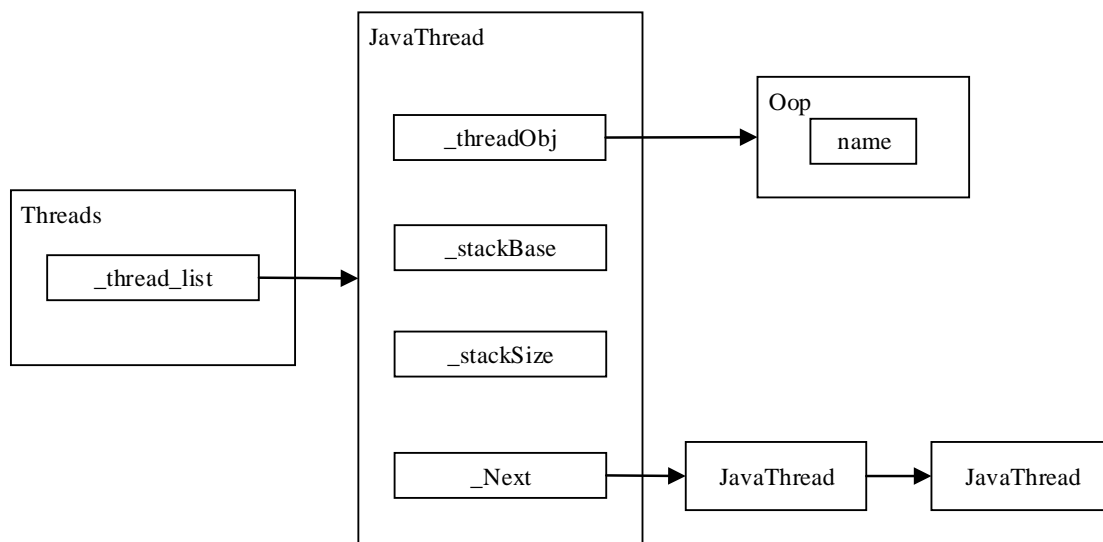 JavaThread
Oop
_threadObj
name
Threads
_stackBase
_thread_list
_stackSize
_Next
JavaThread
JavaThread